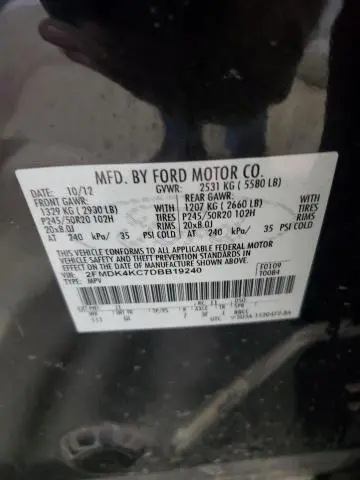 MFD. BY FORD MOTOR CO.
DATE: 10/12 GVWR: 2531 KG ( 5580 LB)
FRONT GAWR: REAR GAWR:
1329 KG ( 2930 LB) 1207 KG ( 2660 LB)
P245/50R20 102H TIRES P245/50R20 102H TIRES
20x8.0J RIMS 20x8.0J RIMS
AT 240 kPa/ 35 PSI COLD AT 240 kPa/ 35 PSI COLD
THIS VEHICLE CONFORMS TO ALL APPLICABLE FEDERAL MOTOR
VEHICLE SAFETY AND THEFT PREVENTION STANDARDS IN EFFECT ON
THE DATE OF MANUFACTURE SHOWN ABOVE.
VIN: 2FMDK4KC7DBB19240 F0109
TYPE: MPV T0084
UTC